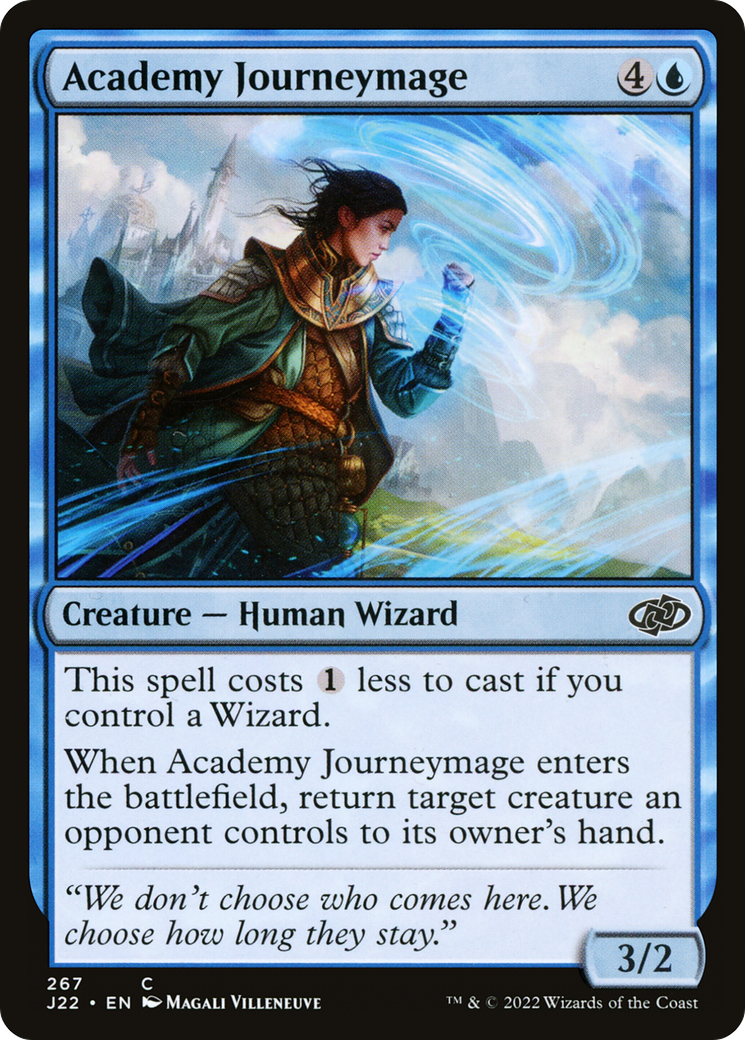 Academy Journeymage 4
Creature — Human Wizard
This spell costs 1 less to cast if you
control a Wizard.
When Academy Journeymage enters
the battlefield, return target creature an
opponent controls to its owner’s hand.
“We don’t choose who comes here. We
choose how long they stay.”
3/2
267 C
J22 • EN Magali Villeneuve
™ & © 2022 Wizards of the Coast